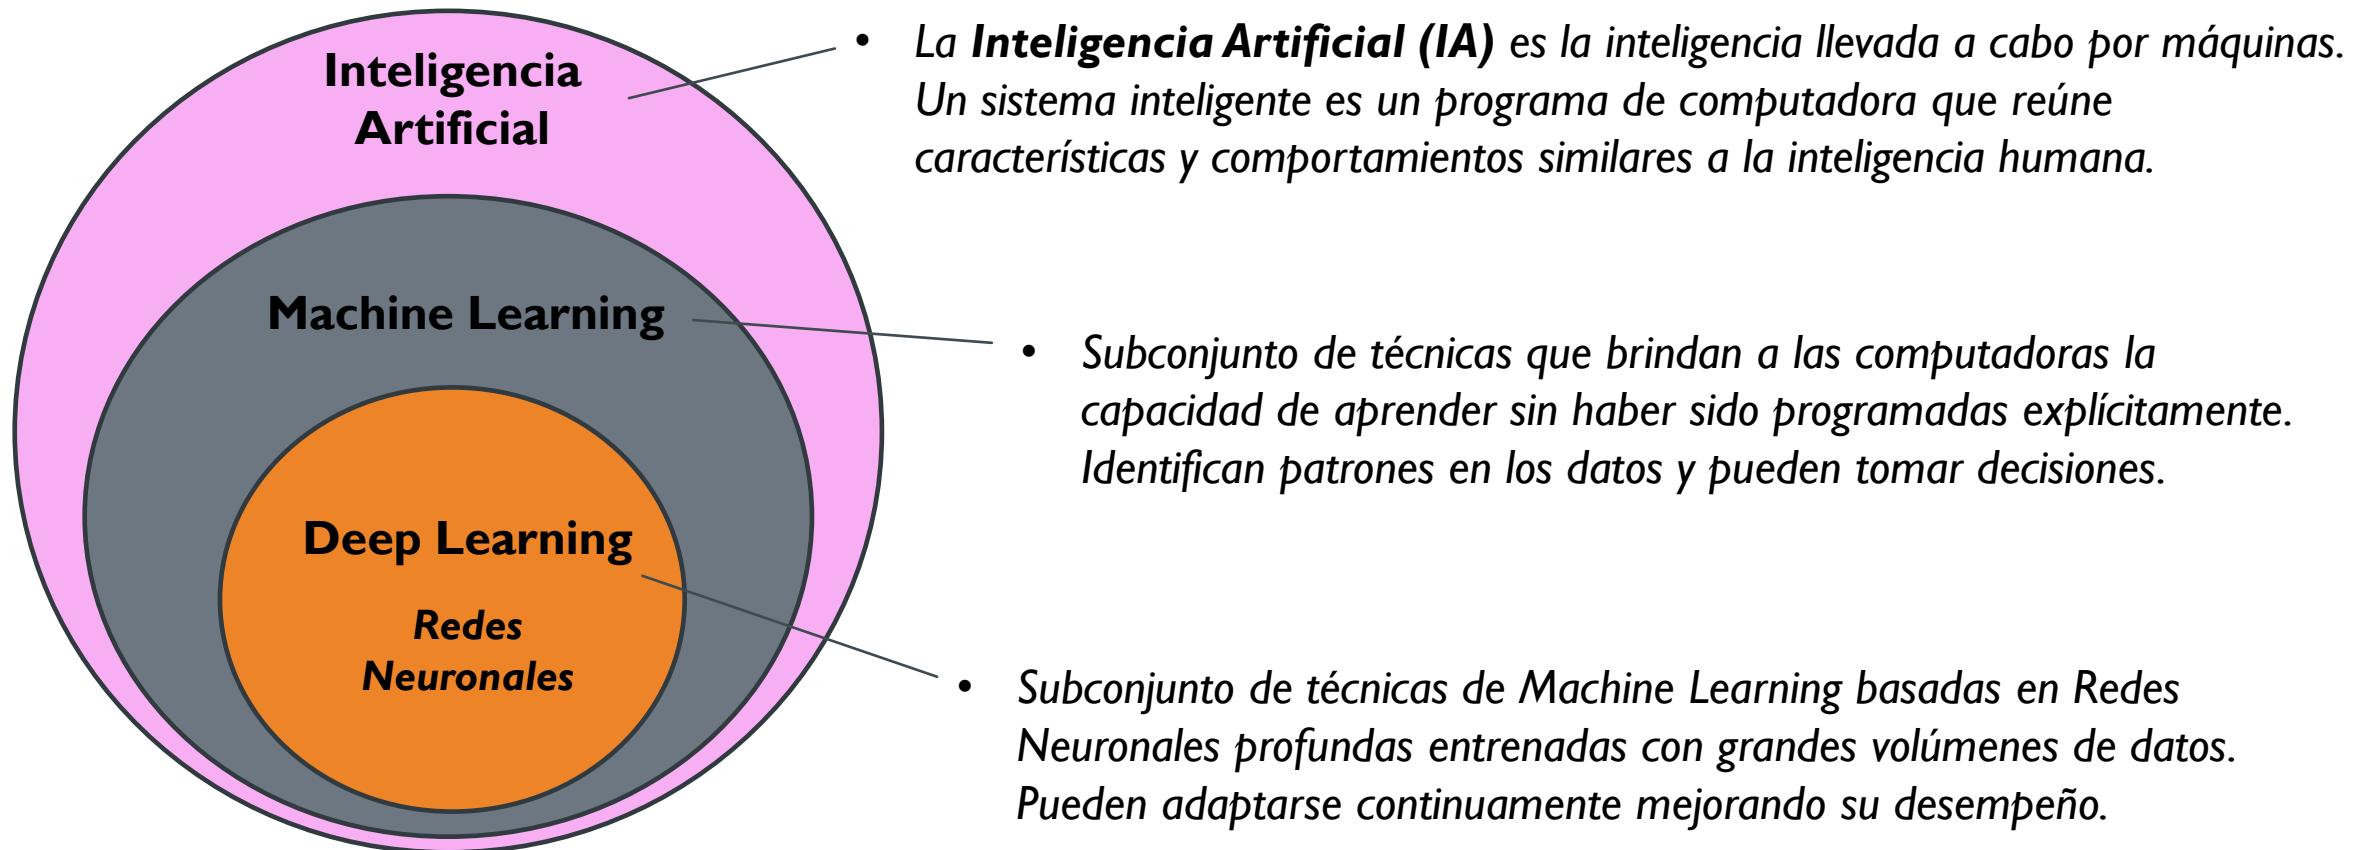 Inteligencia
Artificial
• La Inteligencia Artificial (IA) es la inteligencia llevada a cabo por máquinas.
Un sistema inteligente es un programa de computadora que reúne
características y comportamientos similares a la inteligencia humana.
Machine Learning
• Subconjunto de técnicas que brindan a las computadoras la
capacidad de aprender sin haber sido programadas explícitamente.
Identifican patrones en los datos y pueden tomar decisiones.
Deep Learning
Redes
Neuronales
• Subconjunto de técnicas de Machine Learning basadas en Redes
Neuronales profundas entrenadas con grandes volúmenes de datos.
Pueden adaptarse continuamente mejorando su desempeño.